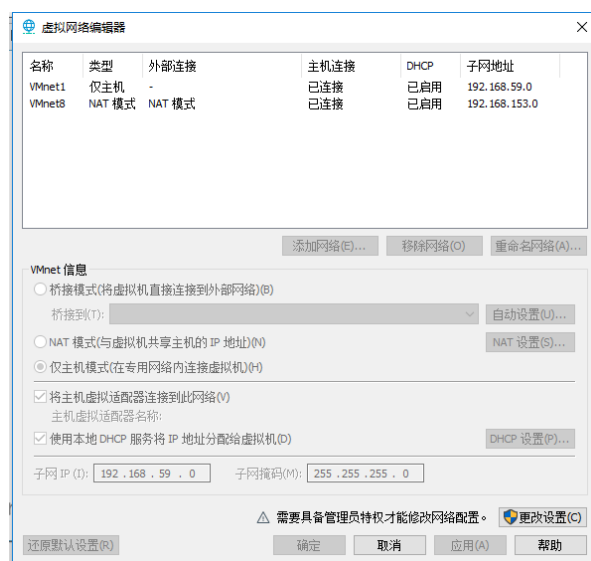 虚拟网络编辑器
名称 类型 外部连接 主机连接 DHCP 子网地址
VMnet1 仅主机 - 已连接 已启用 192.168.59.0
VMnet8 NAT 模式 NAT 模式 已连接 已启用 192.168.153.0
添加网络(E)... 移除网络(O) 重命名网络(A)...
VMnet 信息
桥接模式(将虚拟机直接连接到外部网络)(B)
桥接到(T): 自动设置(U)...
NAT 模式(与虚拟机共享主机的 IP 地址)(N) NAT 设置(S)...
仅主机模式(在专用网络内连接虚拟机)(H)
将主机虚拟适配器连接到此网络(V)
主机虚拟适配器名称:
使用本地 DHCP 服务将 IP 地址分配给虚拟机(D) DHCP 设置(P)...
子网 IP (I): 192 . 168 . 59 . 0 子网掩码(M): 255 . 255 . 255 . 0
需要具备管理员特权才能修改网络配置。 更改设置(C)
还原默认设置(R) 确定 取消 应用(A) 帮助